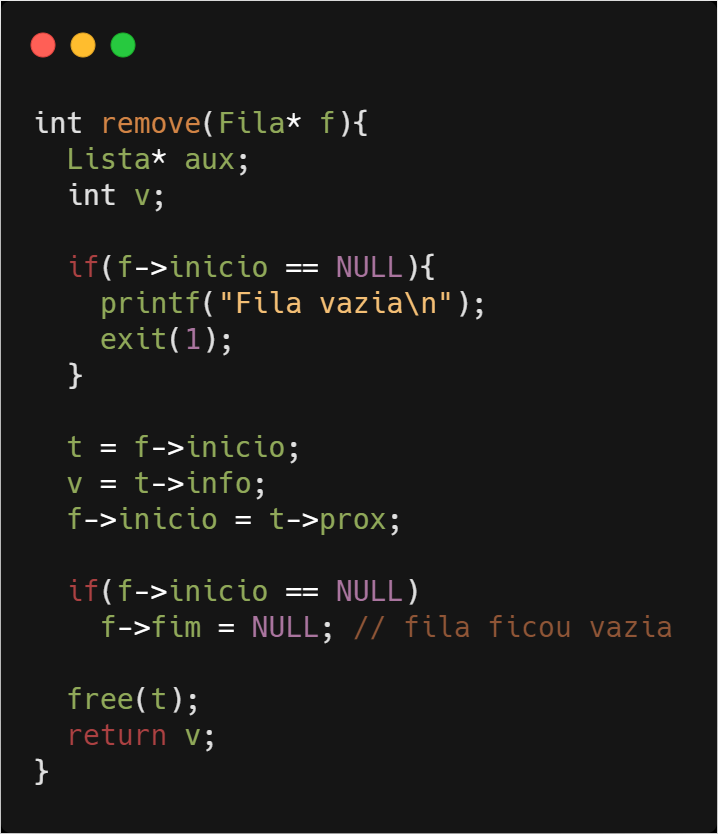 int remove(Fila* f){
  Lista* aux;
  int v;

  if(f->inicio == NULL){
    printf("Fila vazia\n");
    exit(1);
  }

  t = f->inicio;
  v = t->info;
  f->inicio = t->prox;

  if(f->inicio == NULL)
    f->fim = NULL; // fila ficou vazia

  free(t);
  return v;
}